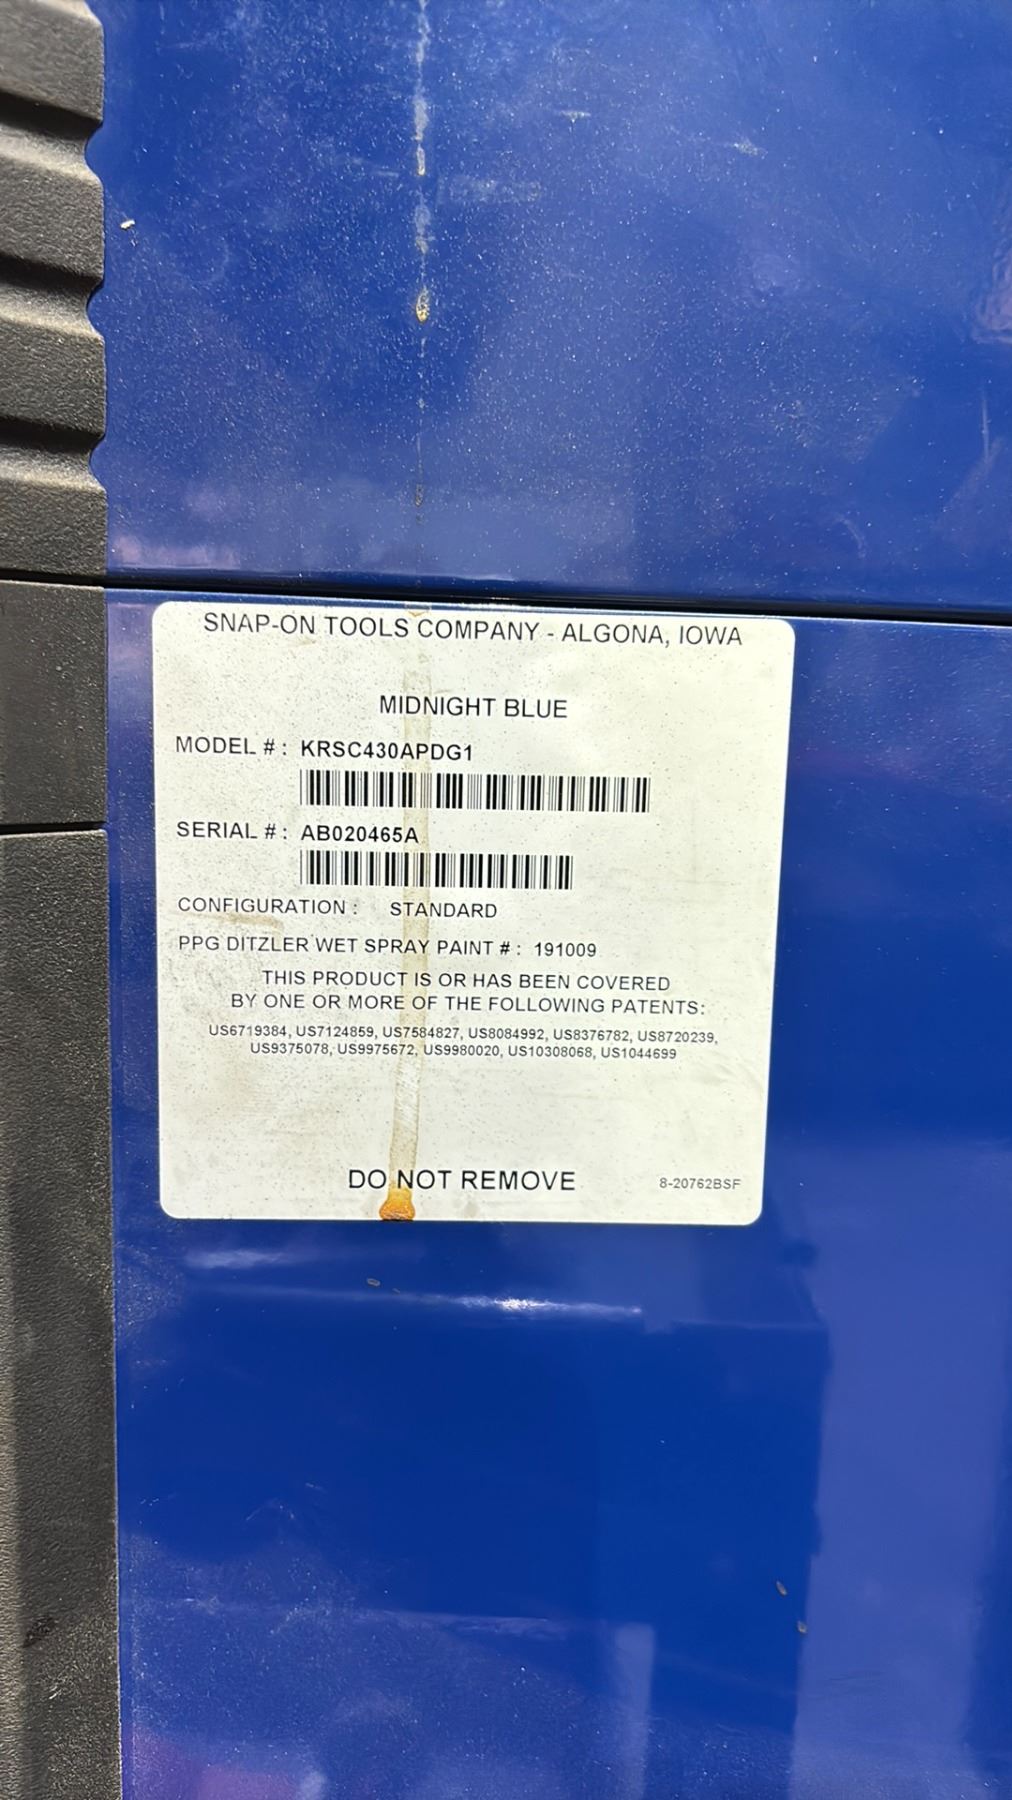 SNAP-ON TOOLS COMPANY - ALGONA, IOWA
MIDNIGHT BLUE
MODEL # : KRSC430APDG1
SERIAL # : AB020465A
CONFIGURATION : STANDARD
PPG DITZLER WET SPRAY PAINT # : 191009
THIS PRODUCT IS OR HAS BEEN COVERED
BY ONE OR MORE OF THE FOLLOWING PATENTS:
US6719384, US7124859, US7584827, US8084992, US8376782, US8720239,
US9375078, US9975672, US9980020, US10308068, US1044699
DO NOT REMOVE
8-20762BSF